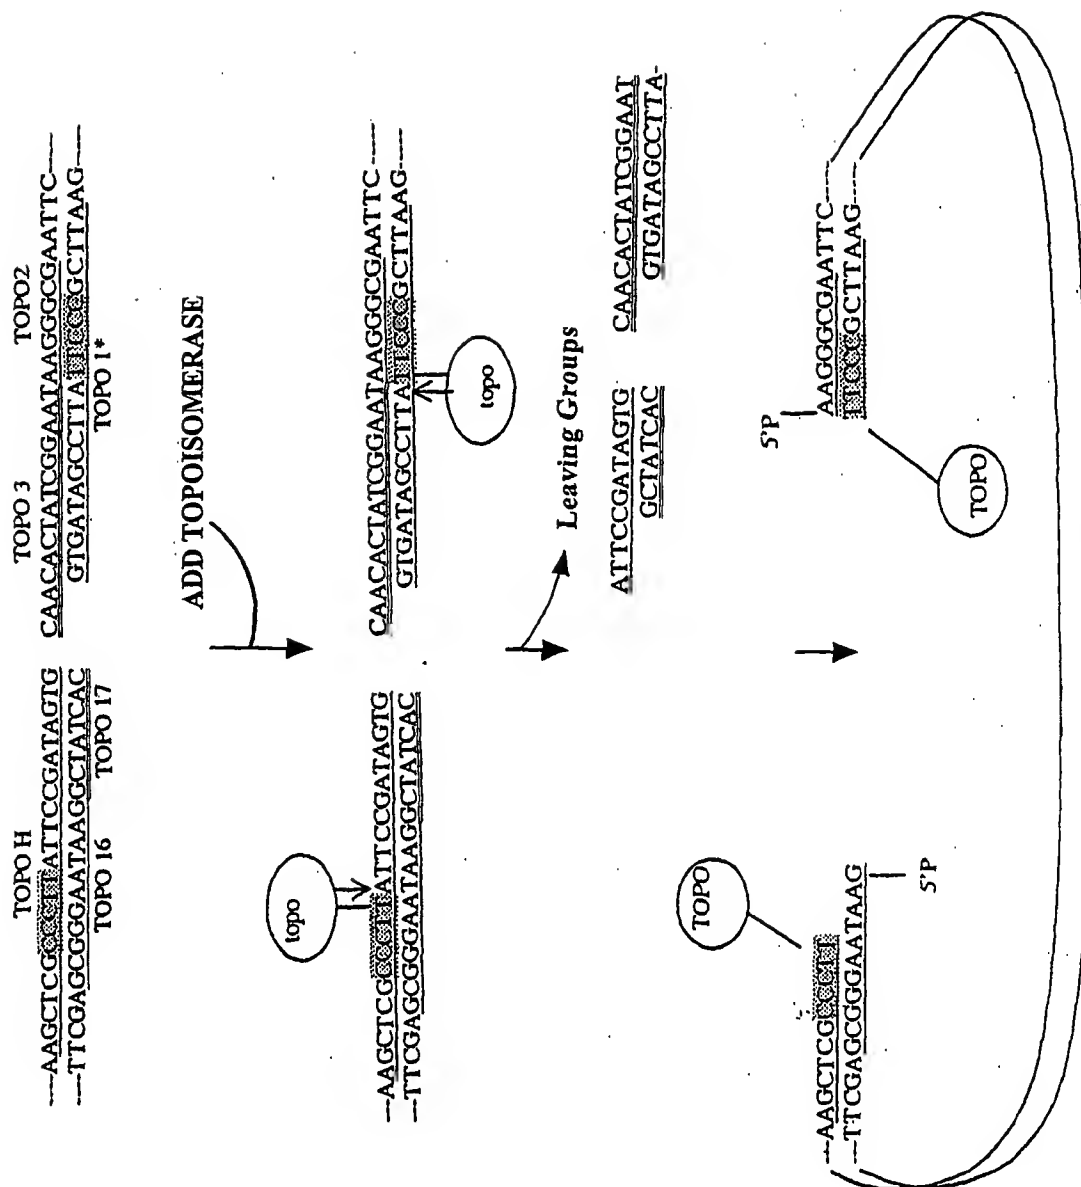 TOPO H TOPO 3 TOPO2
---AAGCTCGCCCTTATTCCGATAGTG CAACACTATCGGAATAAGGGCGAATTC----
---TTCGAGCGGGAATAAGGCTATCAC GTGATAGCCTTATTCCCGCTTAAG----
TOPO 16 TOPO 17 TOPO 1*
ADD TOPOISOMERASE
topo
---AAGCTCGCCCTTATTCCGATAGTG CAACACTATCGGAATAAGGGCGAATTC----
---TTCGAGCGGGAATAAGGCTATCAC GTGATAGCCTTATTCCCGCTTAAG----
topo
Leaving Groups
ATTCCGATAGTG CAACACTATCGGAAT
GCTATCAC GTGATAGCCTTA-
TOPO
5'P
---AAGCTCGCCCTT AAGGGCGAATTC----
---TTCGAGCGGGAATAAG TTCCCGCTTAAG----
5'P
TOPO